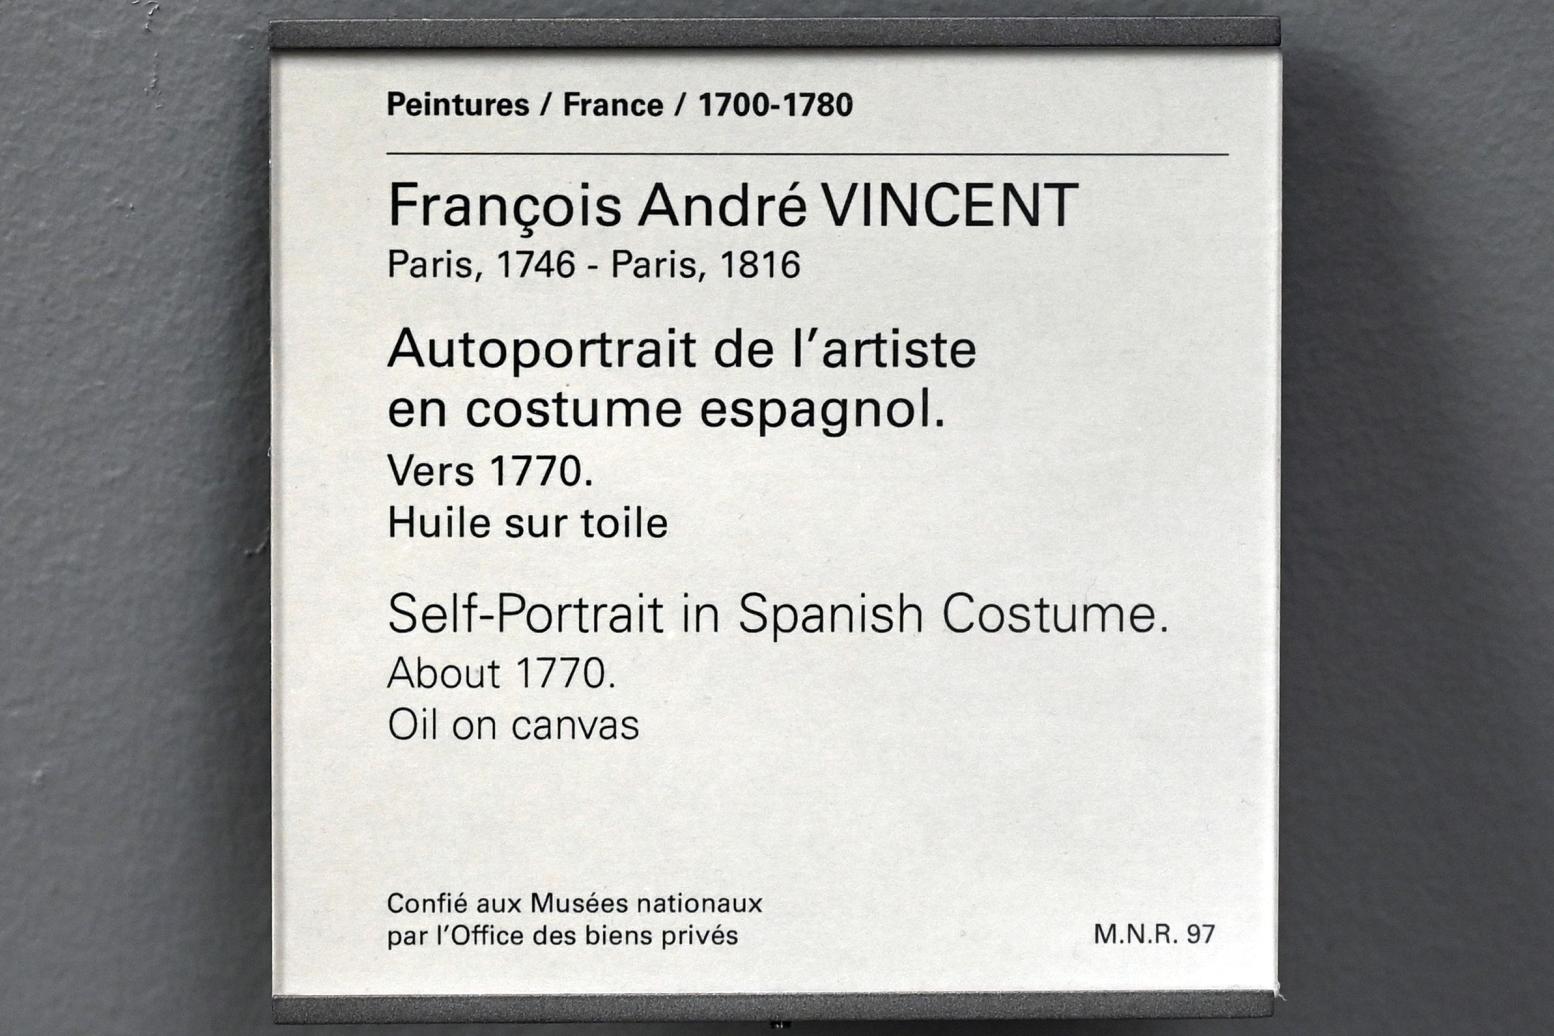 Peintures / France / 1700-1780
François André VINCENT
Paris, 1746 - Paris, 1816
Autoportrait de l’artiste
en costume espagnol.
Vers 1770.
Huile sur toile
Self-Portrait in Spanish Costume.
About 1770.
Oil on canvas
Confié aux Musées nationaux
par l’Office des biens privés
M.N.R. 97